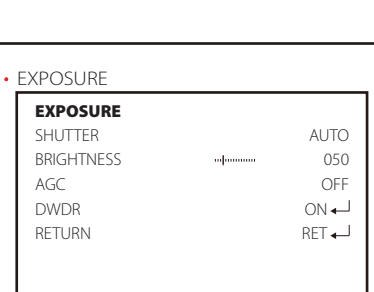 • EXPOSURE
EXPOSURE
SHUTTER AUTO
BRIGHTNESS 050
AGC OFF
DWDR ON ↵
RETURN RET ↵